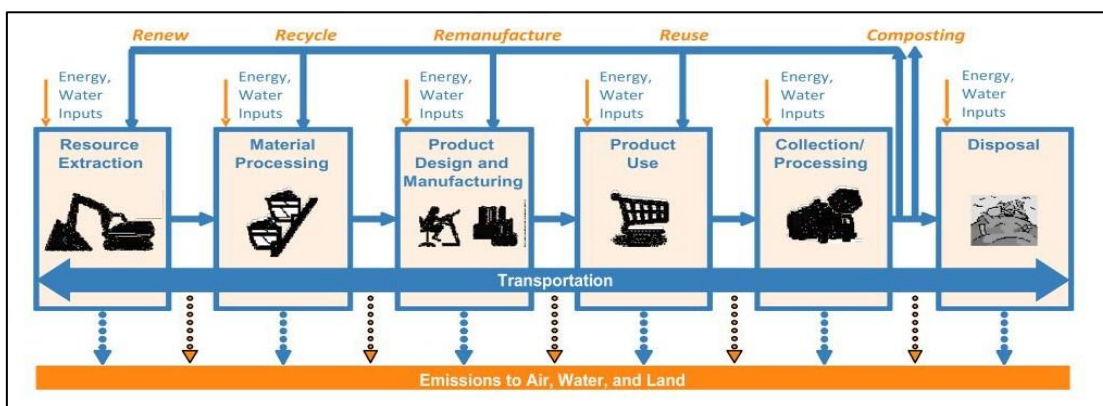 Renew Recycle Remanufacture Reuse Composting
Energy, Water Inputs
Energy, Water Inputs
Energy, Water Inputs
Energy, Water Inputs
Energy, Water Inputs
Energy, Water Inputs
Resource
Extraction
Material
Processing
Product
Design and
Manufacturing
Product
Use
Collection/
Processing
Disposal
Transportation
Emissions to Air, Water, and Land